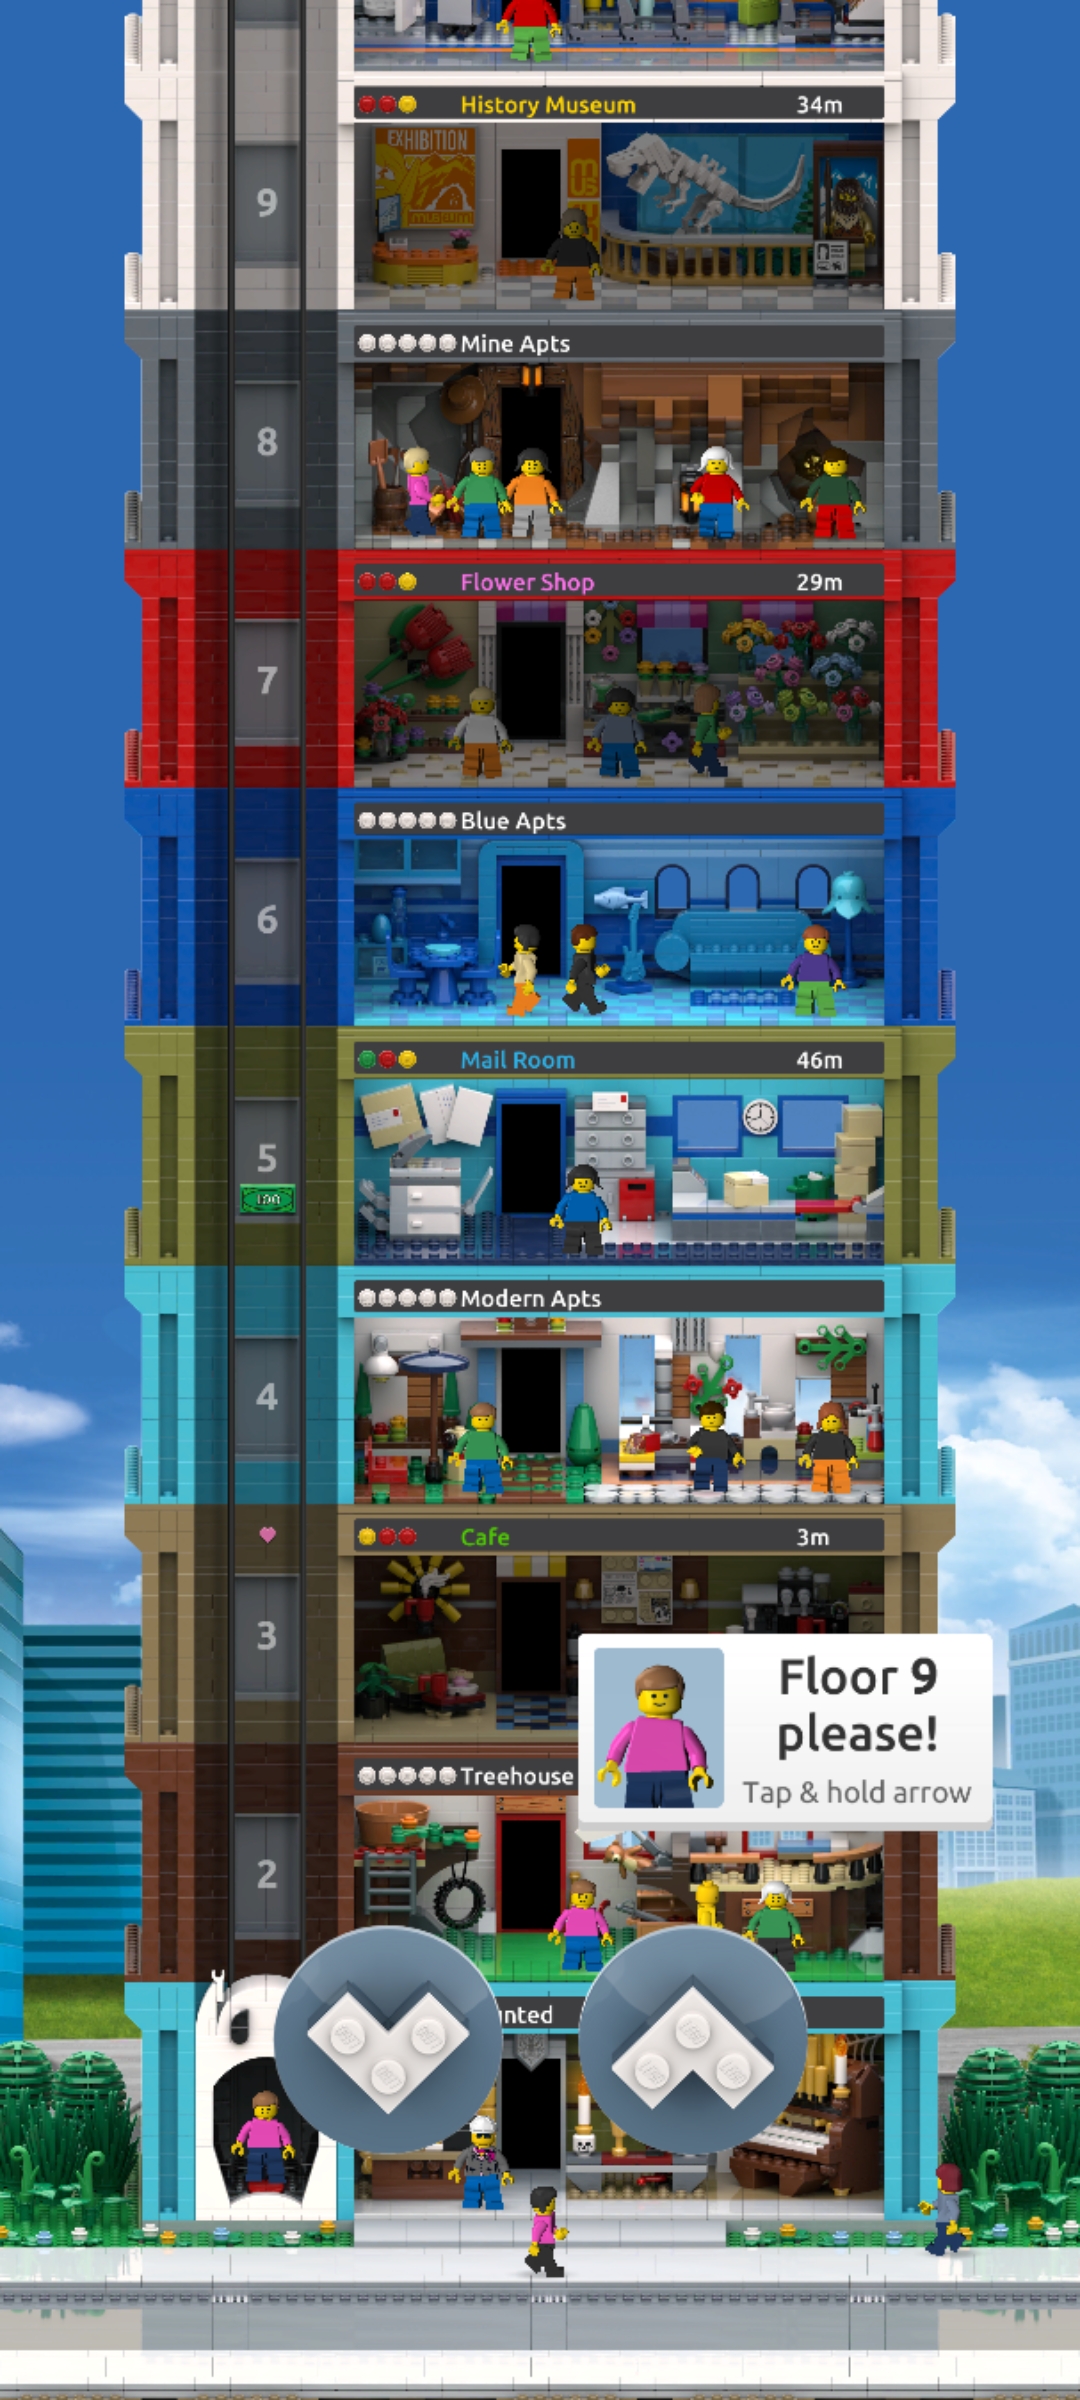 History Museum 34m
EXHIBITION
9
Mine Apts
8
Flower Shop 29m
7
Blue Apts
6
Mail Room 46m
5
100
Modern Apts
4
Cafe 3m
3
Floor 9
please!
Tap & hold arrow
Treehouse
2
nted